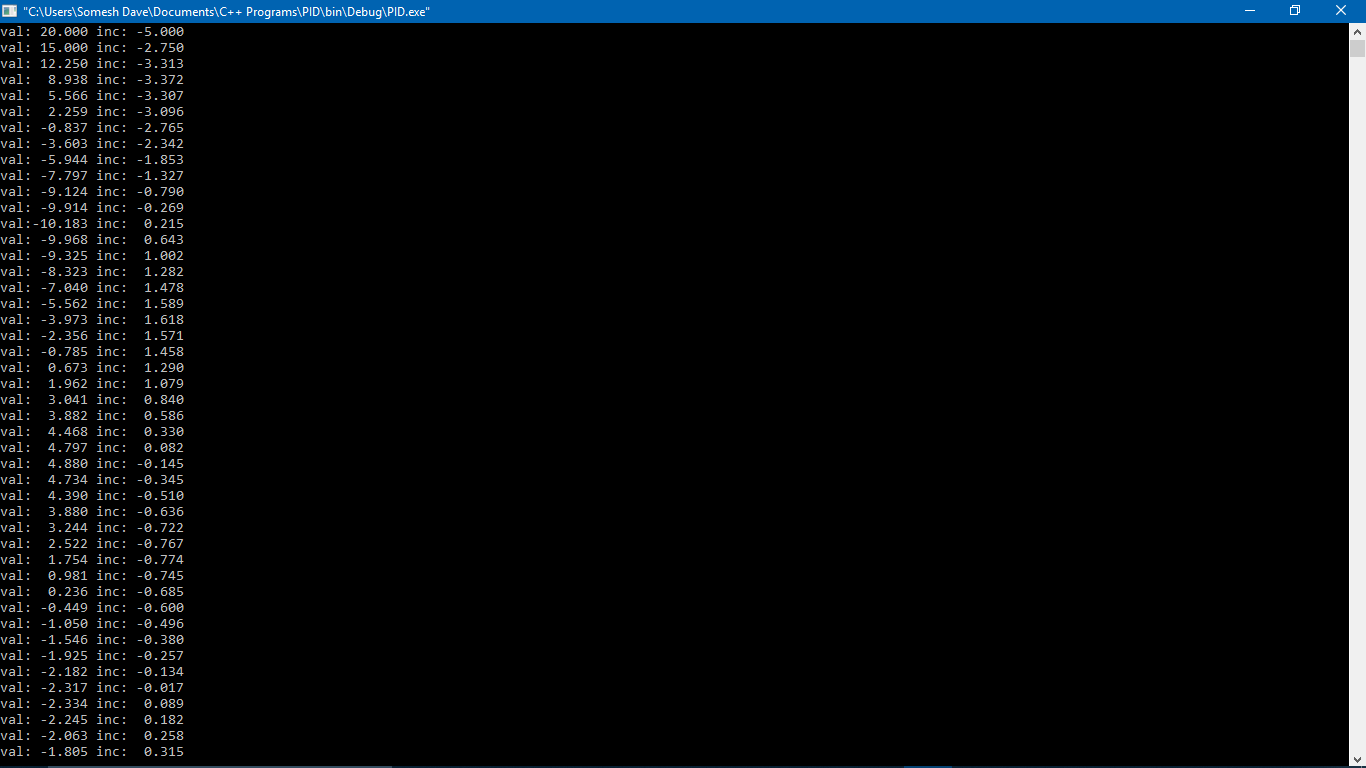 "C:\Users\Somesh Dave\Documents\C++ Programs\PID\bin\Debug\PID.exe"
val: 20.000 inc: -5.000
val: 15.000 inc: -2.750
val: 12.250 inc: -3.313
val:  8.938 inc: -3.372
val:  5.566 inc: -3.307
val:  2.259 inc: -3.096
val: -0.837 inc: -2.765
val: -3.603 inc: -2.342
val: -5.944 inc: -1.853
val: -7.797 inc: -1.327
val: -9.124 inc: -0.790
val: -9.914 inc: -0.269
val:-10.183 inc:  0.215
val: -9.968 inc:  0.643
val: -9.325 inc:  1.002
val: -8.323 inc:  1.282
val: -7.040 inc:  1.478
val: -5.562 inc:  1.589
val: -3.973 inc:  1.618
val: -2.356 inc:  1.571
val: -0.785 inc:  1.458
val:  0.673 inc:  1.290
val:  1.962 inc:  1.079
val:  3.041 inc:  0.840
val:  3.882 inc:  0.586
val:  4.468 inc:  0.330
val:  4.797 inc:  0.082
val:  4.880 inc: -0.145
val:  4.734 inc: -0.345
val:  4.390 inc: -0.510
val:  3.880 inc: -0.636
val:  3.244 inc: -0.722
val:  2.522 inc: -0.767
val:  1.754 inc: -0.774
val:  0.981 inc: -0.745
val:  0.236 inc: -0.685
val: -0.449 inc: -0.600
val: -1.050 inc: -0.496
val: -1.546 inc: -0.380
val: -1.925 inc: -0.257
val: -2.182 inc: -0.134
val: -2.317 inc: -0.017
val: -2.334 inc:  0.089
val: -2.245 inc:  0.182
val: -2.063 inc:  0.258
val: -1.805 inc:  0.315